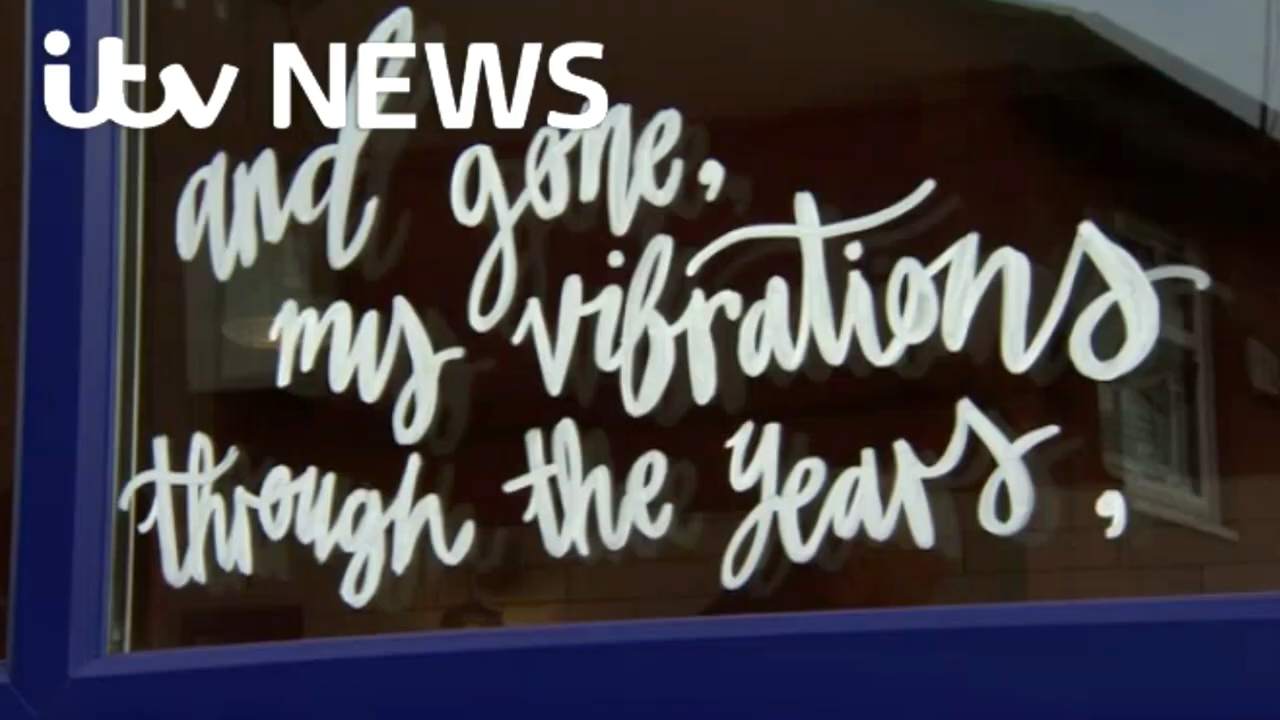 itv NEWS
and gone,
my vibrations
through the years,